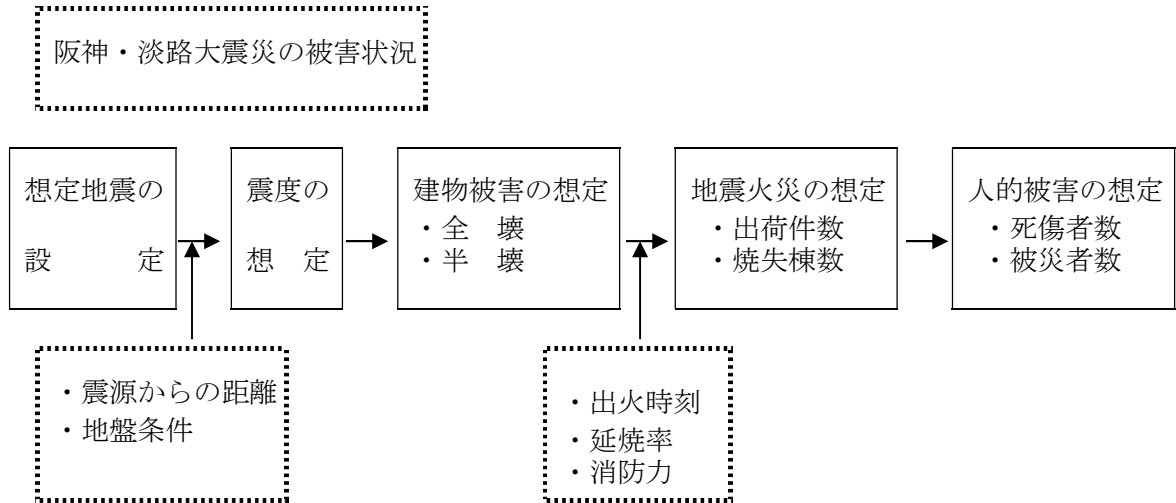 阪神・淡路大震災の被害状況
想定地震の
設　　　定
震度の
想　定
建物被害の想定
・全　壊
・半　壊
地震火災の想定
・出荷件数
・焼失棟数
人的被害の想定
・死傷者数
・被災者数
・震源からの距離
・地盤条件
・出火時刻
・延焼率
・消防力